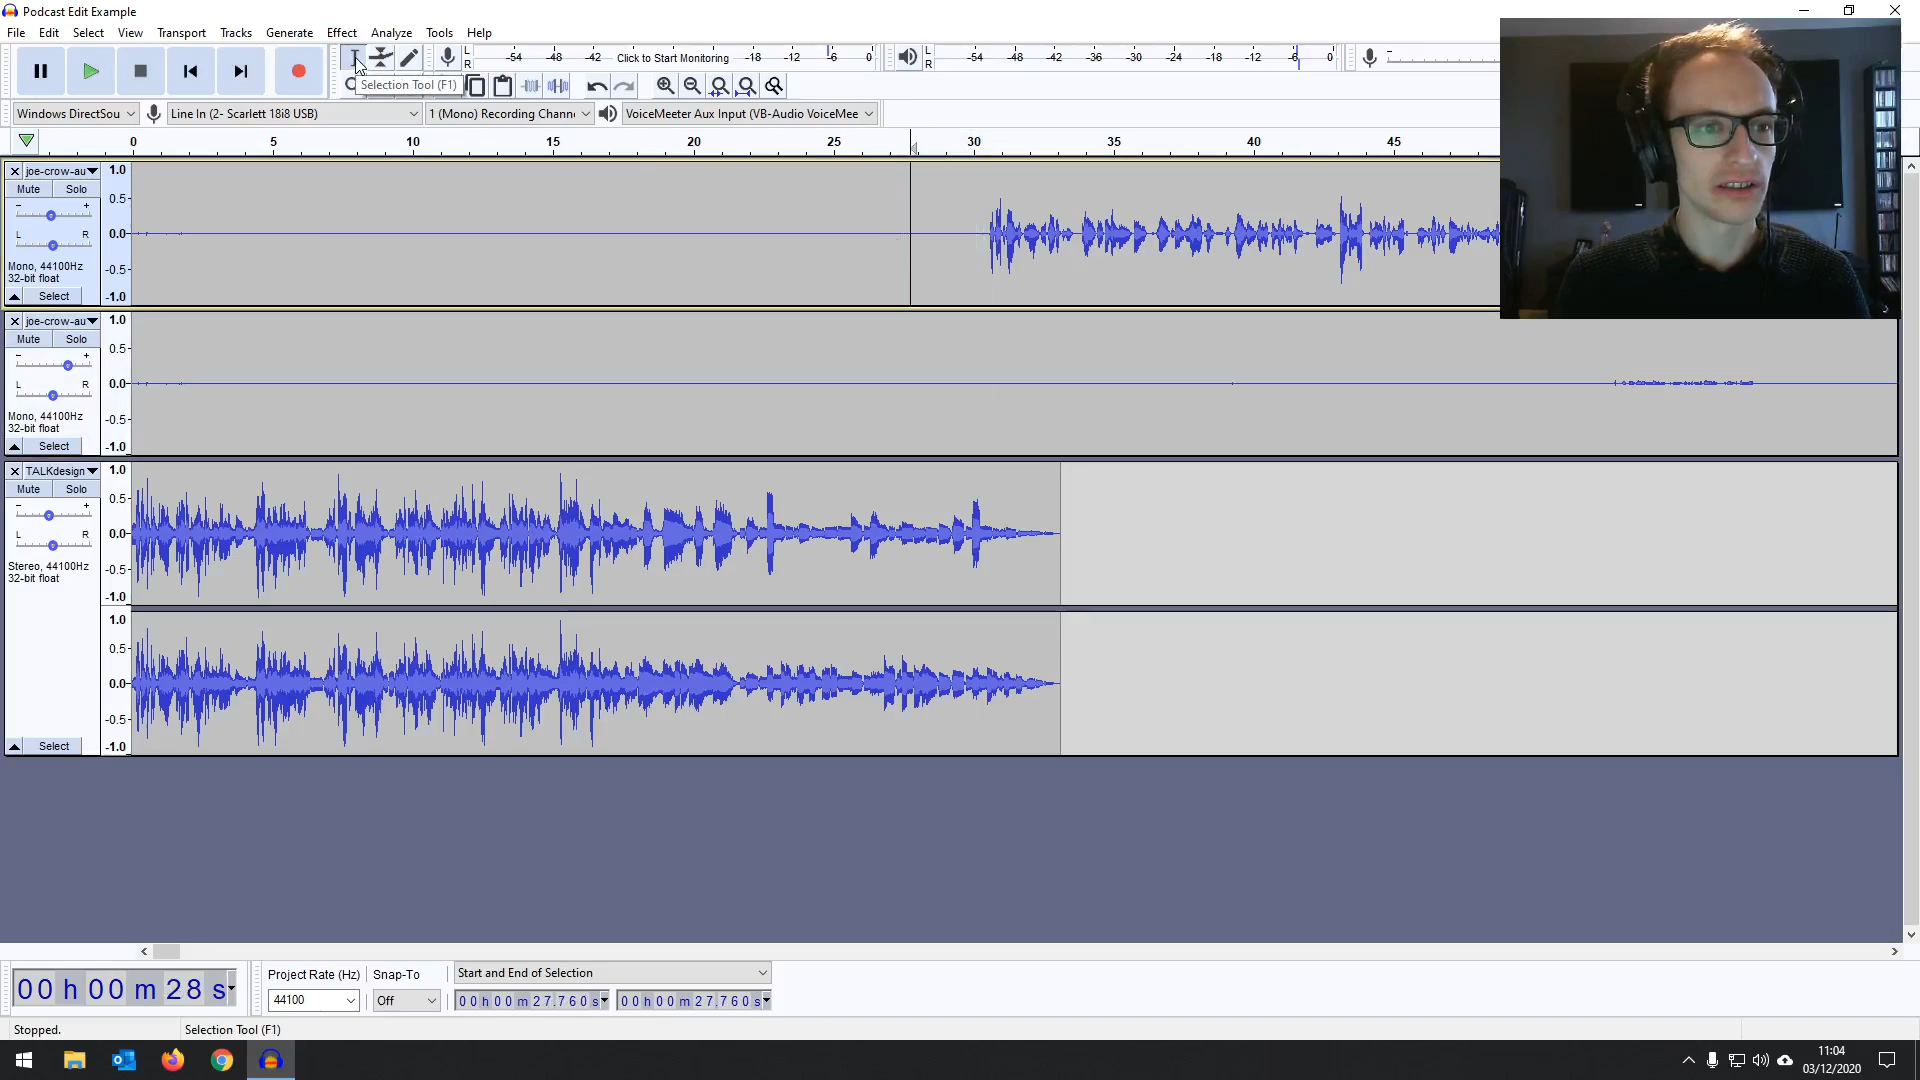 Podcast Edit Example
File Edit Select View Transport Tracks Generate Effect Analyze Tools Help
L R -54 -48 -42 Click to Start Monitoring -18 -12 -6 0 L R -54 -48 -42 -36 -30 -24 -18 -12 -6 0
Selection Tool (F1)
Windows DirectSou Line In (2- Scarlett 18i8 USB) 1 (Mono) Recording Chann VoiceMeeter Aux Input (VB-Audio VoiceMee
0 5 10 15 20 25 30 35 40 45
joe-crow-au 1.0
Mute Solo
0.5
- +
L R 0.0
Mono, 44100Hz -0.5
32-bit float
Select -1.0
joe-crow-au 1.0
Mute Solo
0.5
- +
L R 0.0
Mono, 44100Hz -0.5
32-bit float
Select -1.0
TALKdesign 1.0
Mute Solo
0.5
- +
L R 0.0
Stereo, 44100Hz -0.5
32-bit float
-1.0
1.0
0.5
0.0
-0.5
Select -1.0
Project Rate (Hz) Snap-To Start and End of Selection
00 h 00 m 28 s 44100 Off 00 h 00 m 27.760 s 00 h 00 m 27.760 s
Stopped. Selection Tool (F1)
11:04
03/12/2020